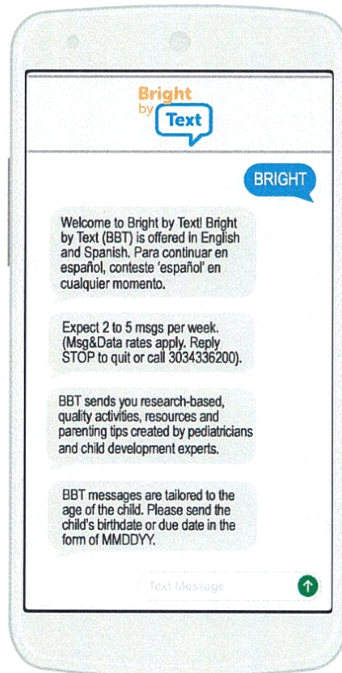 Bright
by
Text
BRIGHT
Welcome to Bright by Text! Bright
by Text (BBT) is offered in English
and Spanish. Para continuar en
español, conteste 'español' en
cualquier momento.
Expect 2 to 5 msgs per week.
(Msg&Data rates apply. Reply
STOP to quit or call 3034336200).
BBT sends you research-based,
quality activities, resources and
parenting tips created by pediatricians
and child development experts.
BBT messages are tailored to the
age of the child. Please send the
child's birthdate or due date in the
form of MMDDYY.
Text Message